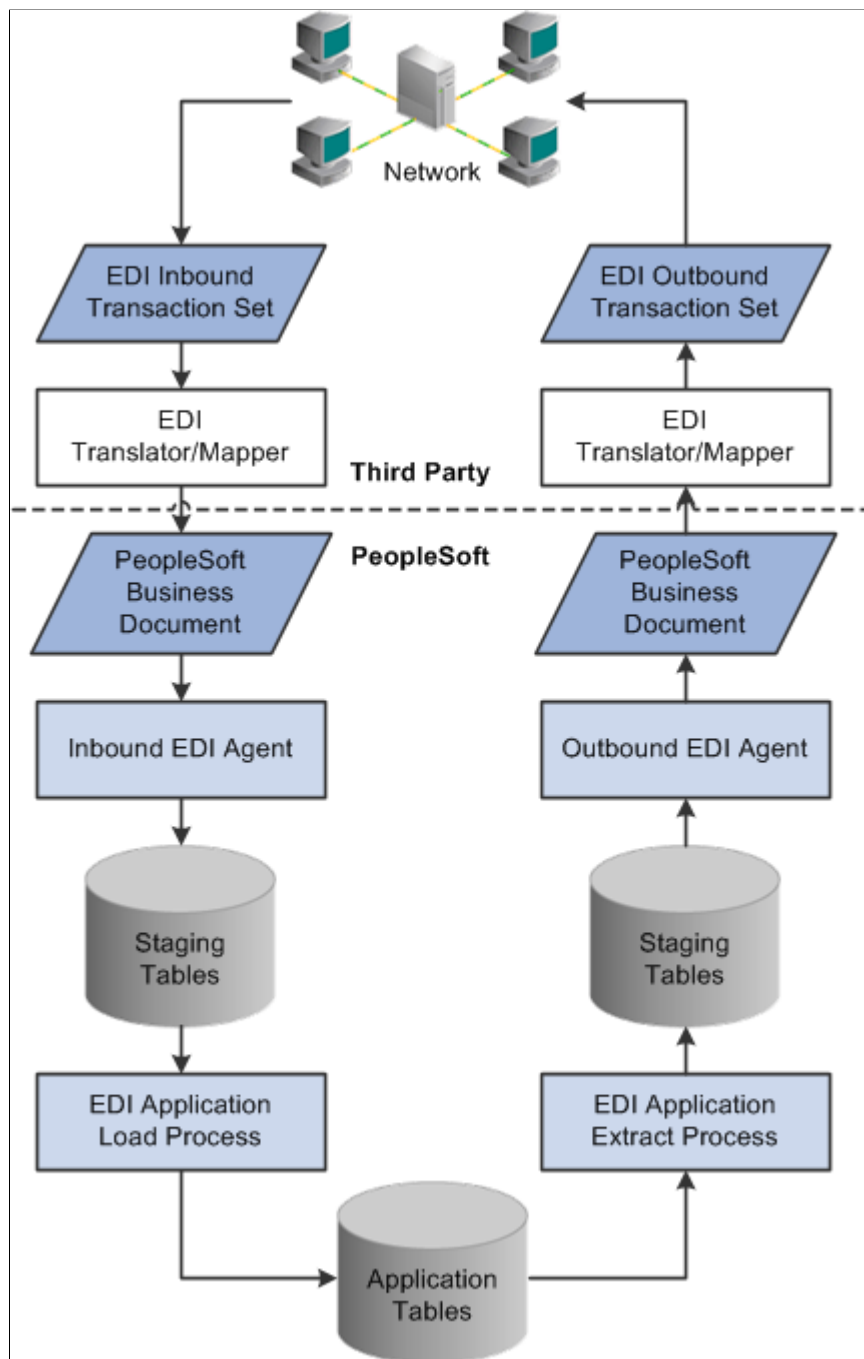 Network
EDI Inbound
Transaction Set
EDI Outbound
Transaction Set
EDI
Translator/Mapper
EDI
Translator/Mapper
Third Party
PeopleSoft
PeopleSoft
Business
Document
PeopleSoft
Business
Document
Inbound EDI Agent
Outbound EDI Agent
Staging
Tables
Staging
Tables
EDI Application
Load Process
EDI Application
Extract Process
Application
Tables